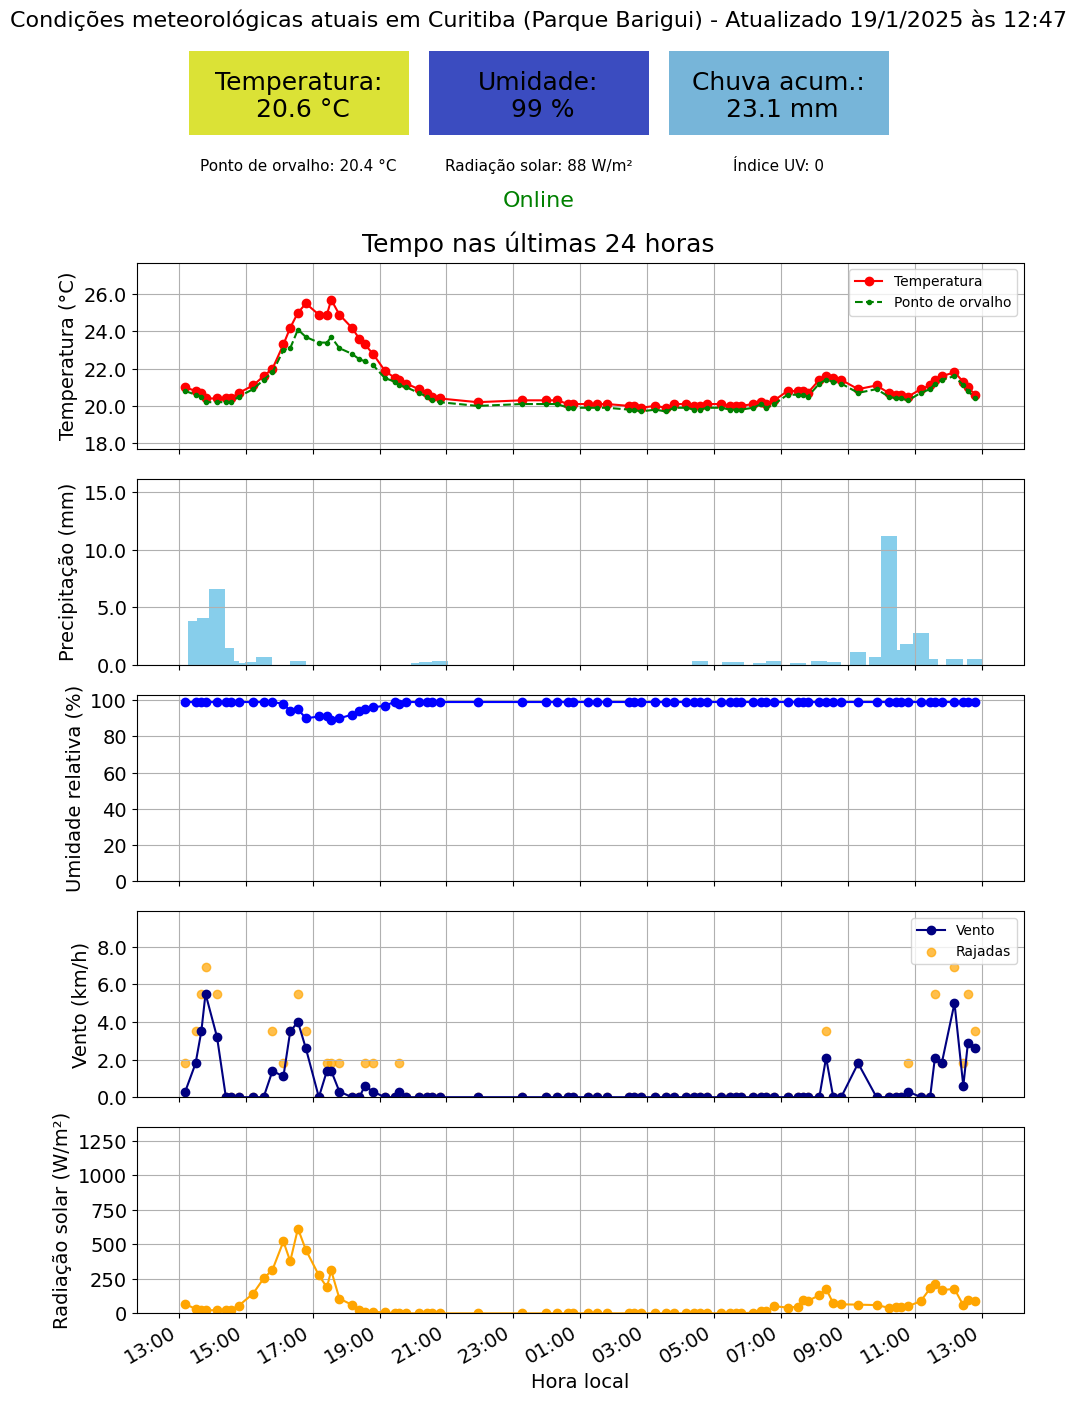 Condições meteorológicas atuais em Curitiba (Parque Barigui) - Atualizado 19/1/2025 às 12:47
Temperatura:
20.6 °C
Umidade:
99 %
Chuva acum.:
23.1 mm
Ponto de orvalho: 20.4 °C
Radiação solar: 88 W/m²
Índice UV: 0
Online
Tempo nas últimas 24 horas
Temperatura (°C)
26.0
24.0
22.0
20.0
18.0
Temperatura
Ponto de orvalho
Precipitação (mm)
15.0
10.0
5.0
0.0
Umidade relativa (%)
100
80
60
40
20
0
Vento (km/h)
8.0
6.0
4.0
2.0
0.0
Vento
Rajadas
Radiação solar (W/m²)
1250
1000
750
500
250
0
13:00
15:00
17:00
19:00
21:00
23:00
01:00
03:00
05:00
07:00
09:00
11:00
13:00
Hora local